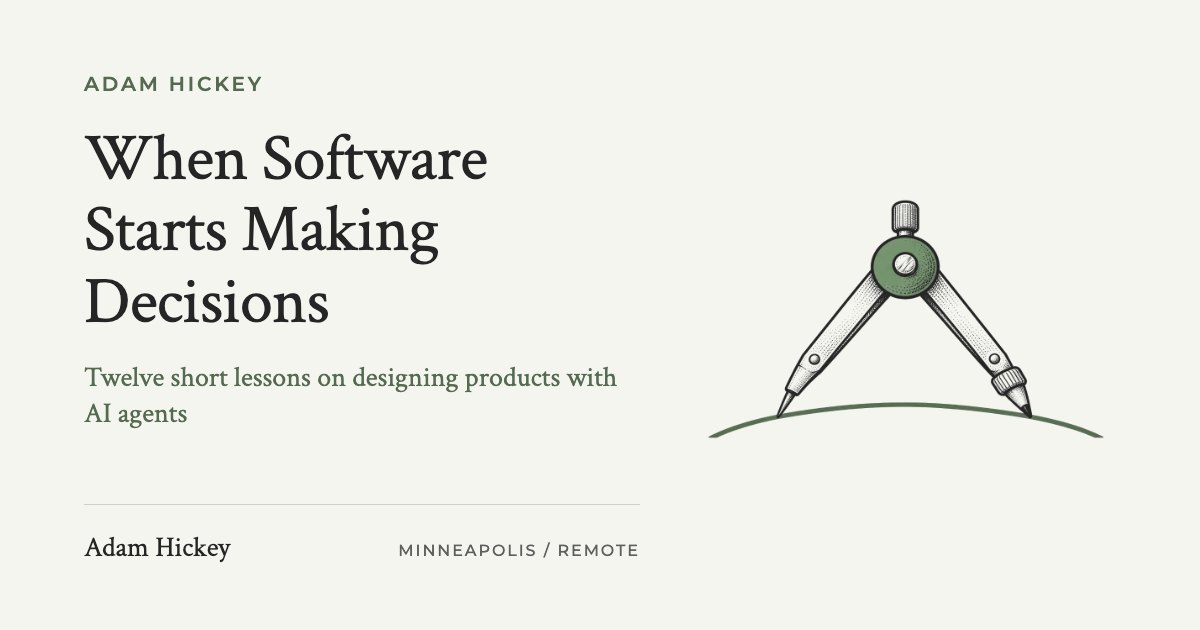 ADAM HICKEY
When Software
Starts Making
Decisions
Twelve short lessons on designing products with
AI agents
Adam Hickey
MINNEAPOLIS / REMOTE